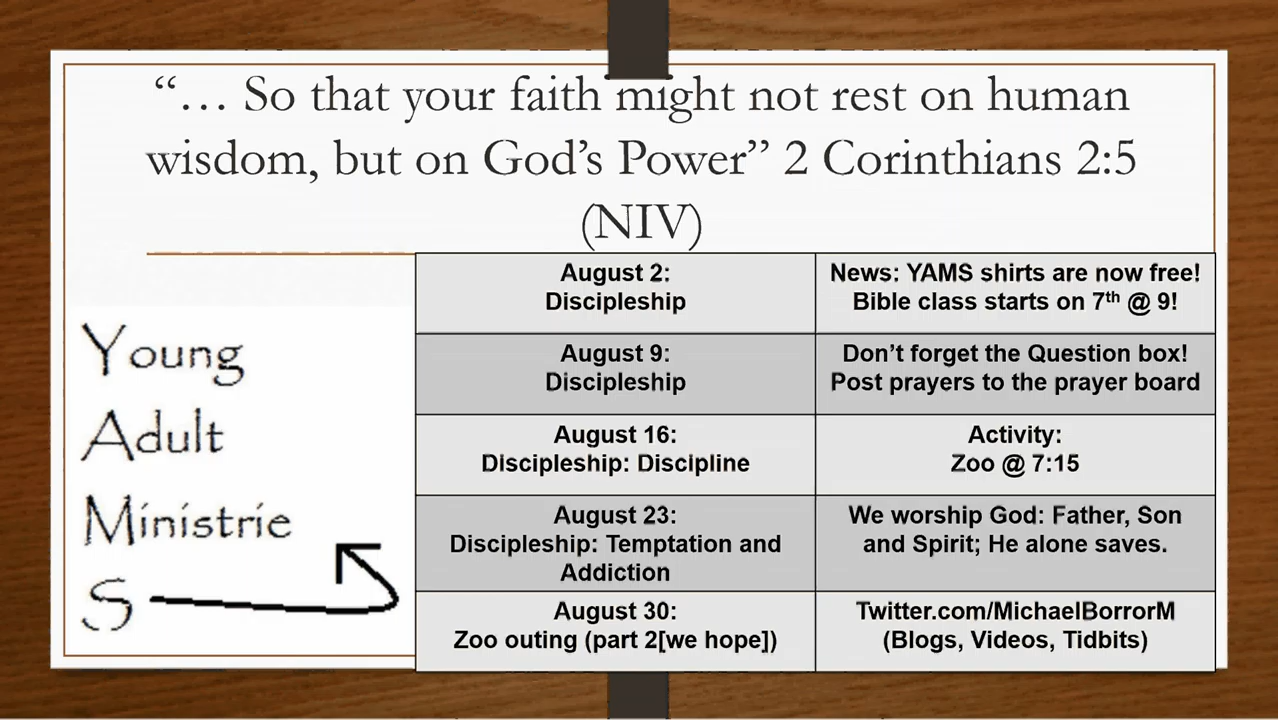 “… So that your faith might not rest on human
wisdom, but on God’s Power” 2 Corinthians 2:5
(NIV)
Young
Adult
Ministrie
S
August 2:
Discipleship
News: YAMS shirts are now free!
Bible class starts on 7th @ 9!
August 9:
Discipleship
Don’t forget the Question box!
Post prayers to the prayer board
August 16:
Discipleship: Discipline
Activity:
Zoo @ 7:15
August 23:
Discipleship: Temptation and
Addiction
We worship God: Father, Son
and Spirit; He alone saves.
August 30:
Zoo outing (part 2[we hope])
Twitter.com/MichaelBorrorM
(Blogs, Videos, Tidbits)